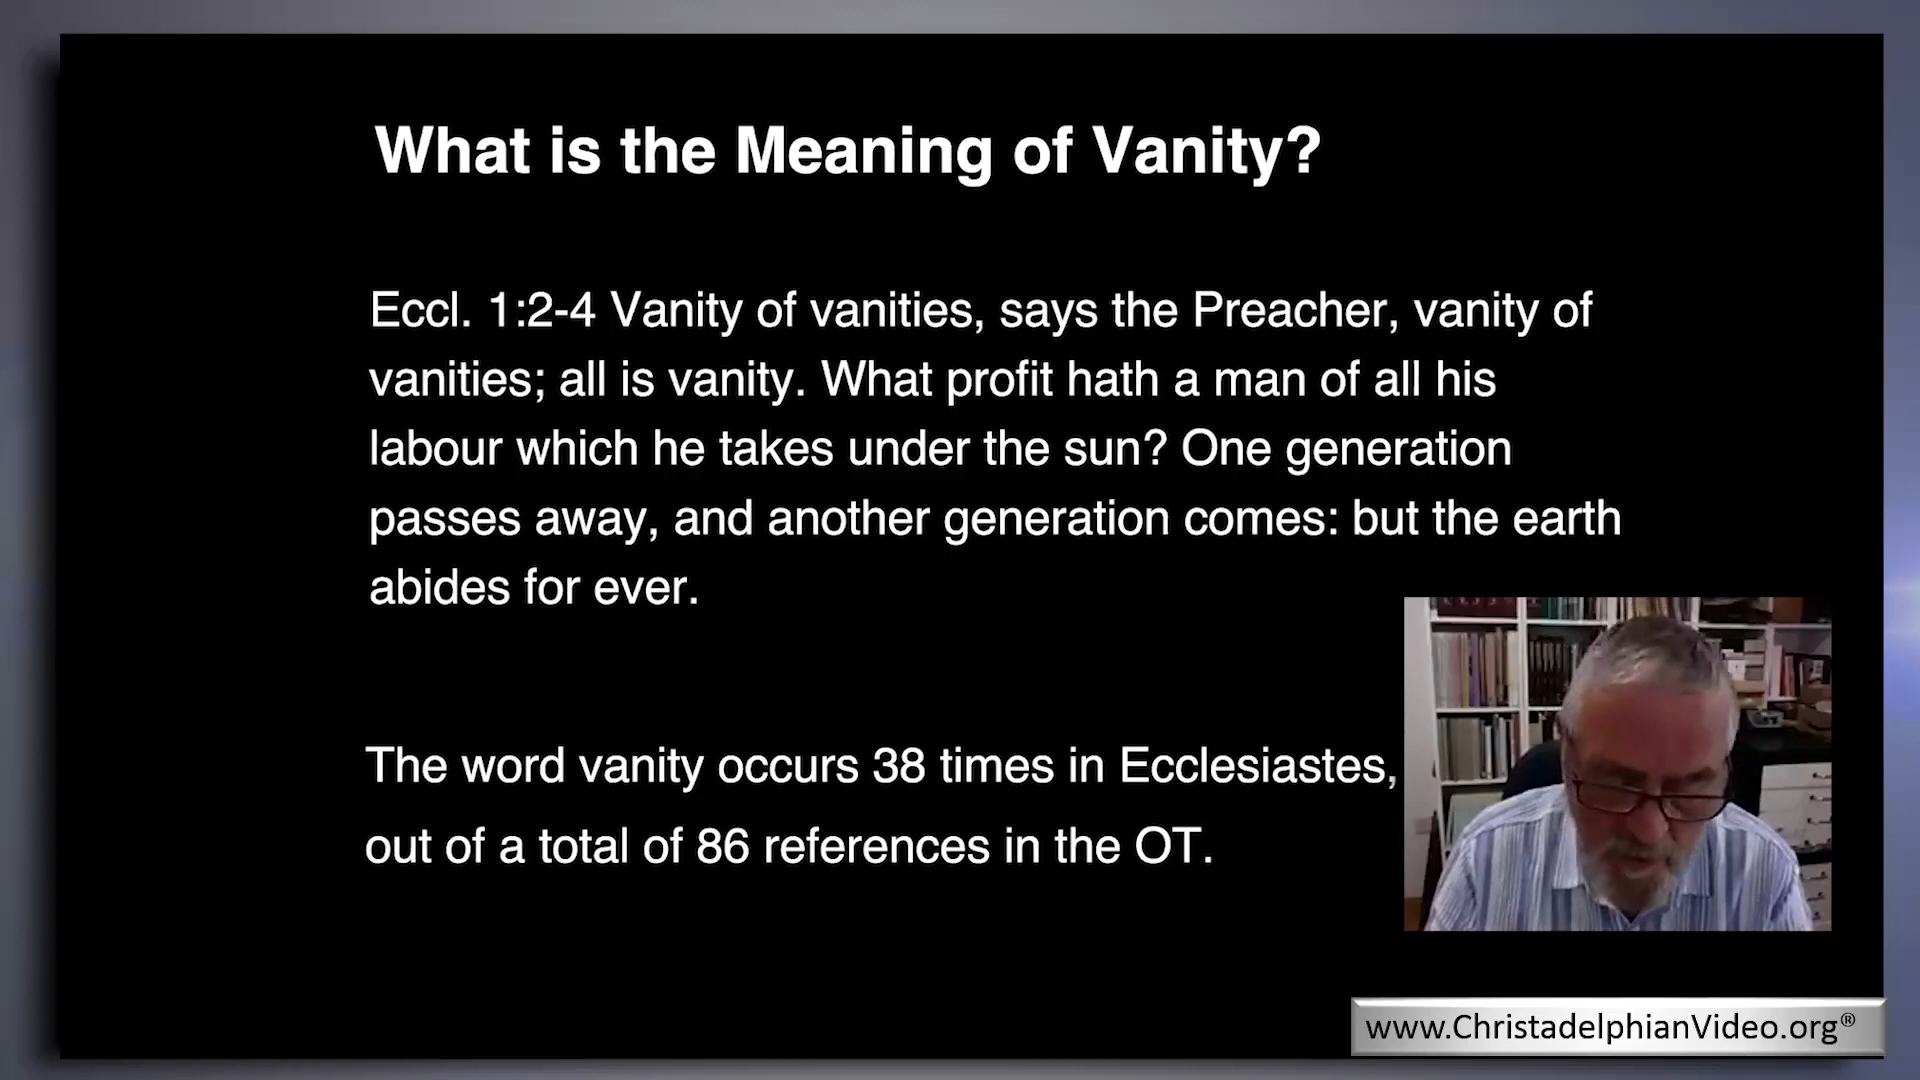 What is the Meaning of Vanity?
Eccl. 1:2-4 Vanity of vanities, says the Preacher, vanity of
vanities; all is vanity. What profit hath a man of all his
labour which he takes under the sun? One generation
passes away, and another generation comes: but the earth
abides for ever.
The word vanity occurs 38 times in Ecclesiastes,
out of a total of 86 references in the OT.
www.ChristadelphianVideo.org®